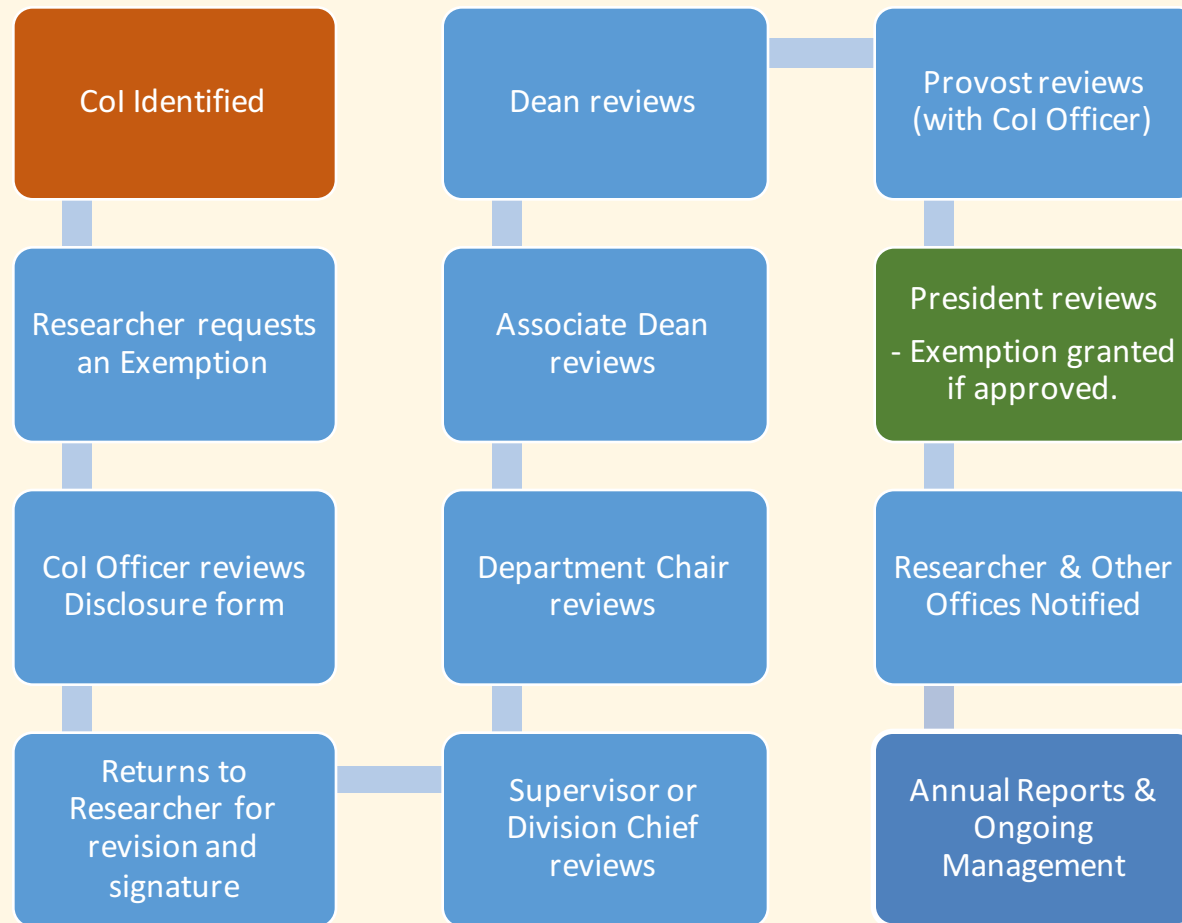 CoI Identified
Researcher requests
an Exemption
CoI Officer reviews
Disclosure form
Returns to
Researcher for
revision and
signature
Supervisor or
Division Chief
reviews
Department Chair
reviews
Associate Dean
reviews
Dean reviews
Provost reviews
(with CoI Officer)
President reviews
- Exemption granted
if approved.
Researcher & Other
Offices Notified
Annual Reports &
Ongoing
Management